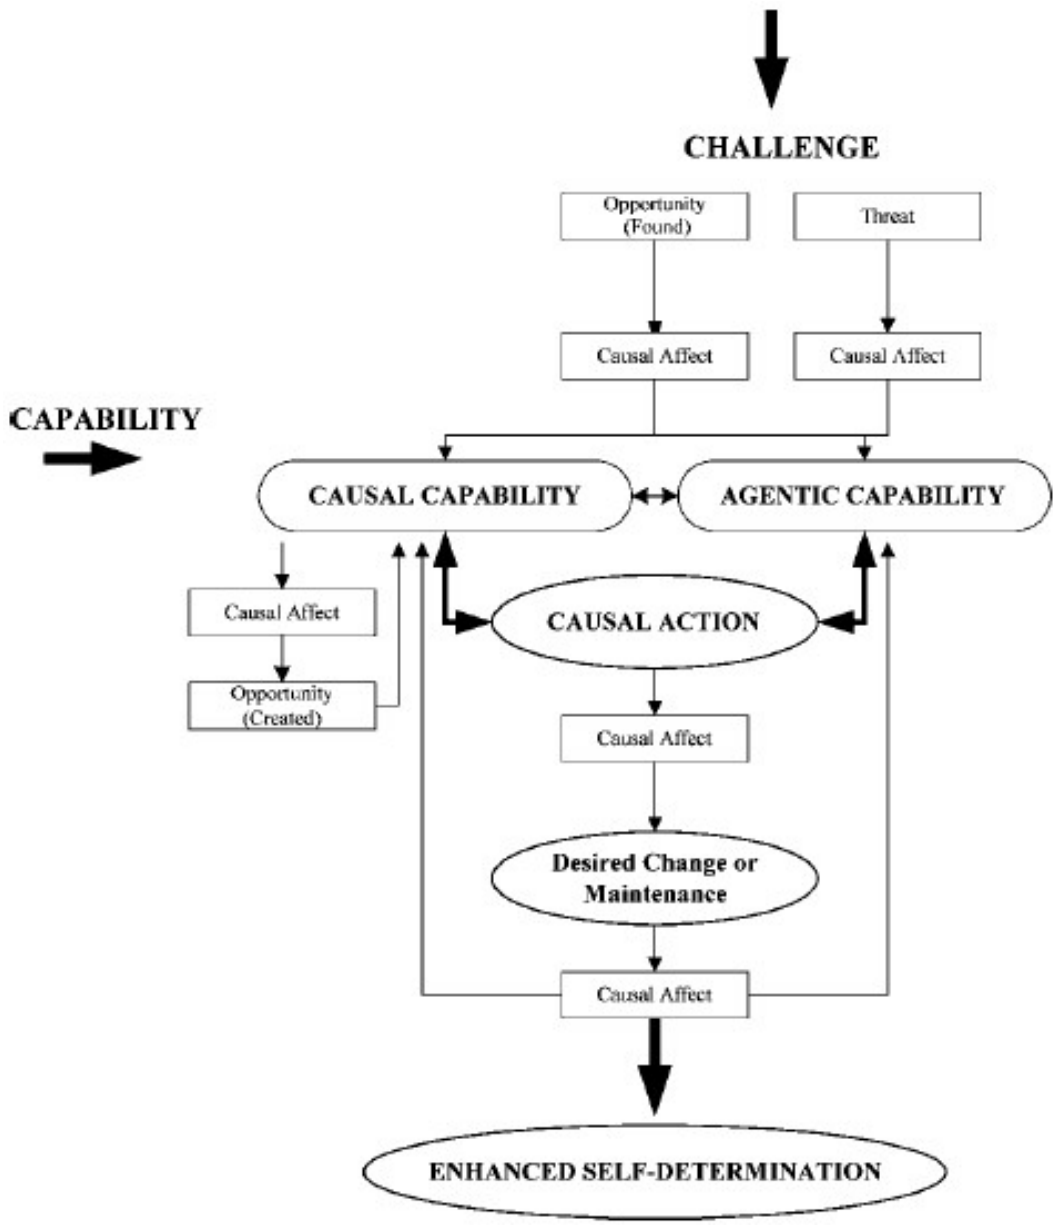 CHALLENGE
Opportunity
(Found)
Threat
Causal Affect
Causal Affect
CAPABILITY
CAUSAL CAPABILITY
AGENTIC CAPABILITY
Causal Affect
CAUSAL ACTION
Opportunity
(Created)
Causal Affect
Desired Change or
Maintenance
Causal Affect
ENHANCED SELF-DETERMINATION